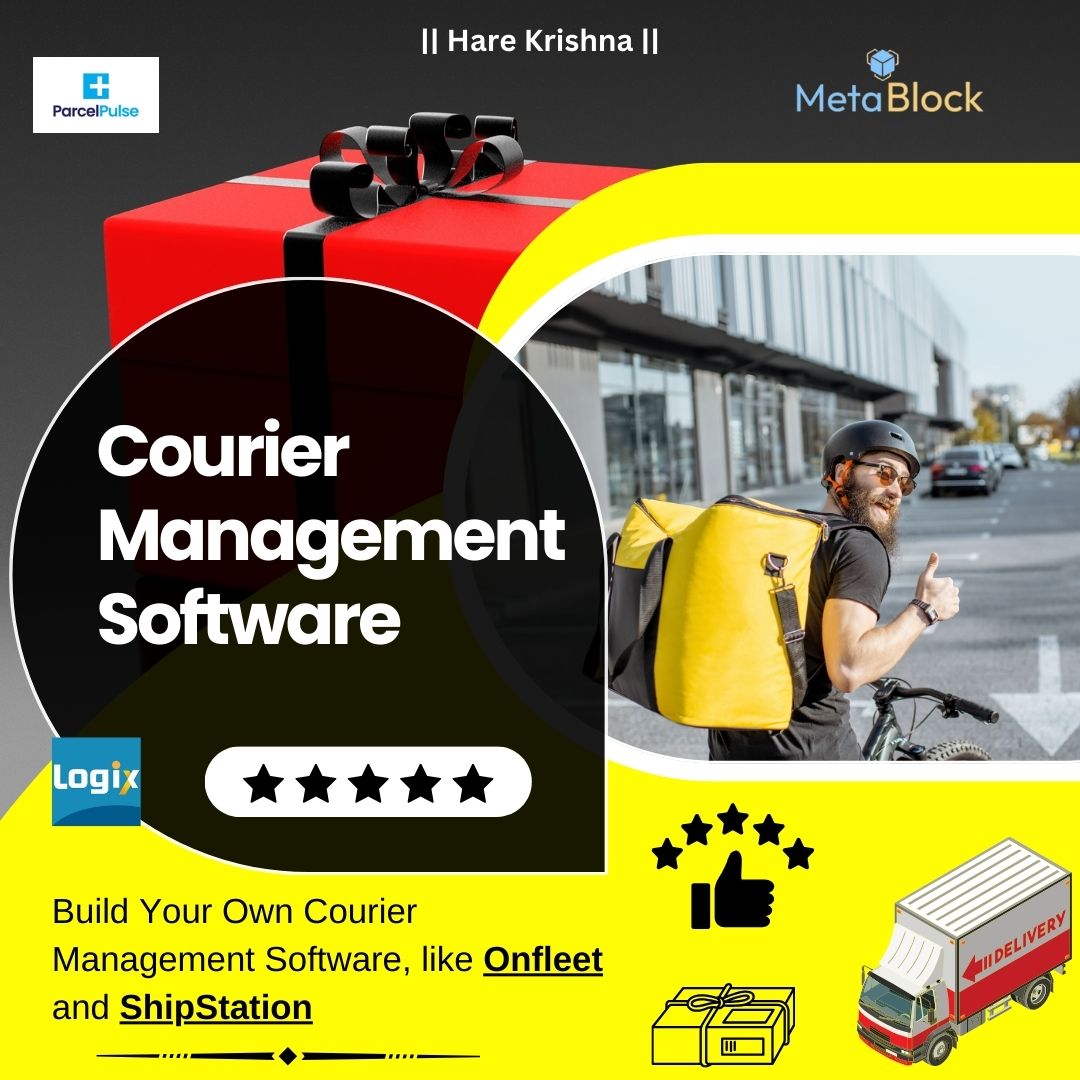 || Hare Krishna ||
ParcelPulse
MetaBlock
Courier
Management
Software
Logix
Build Your Own Courier
Management Software, like Onfleet
and ShipStation
DELIVERY